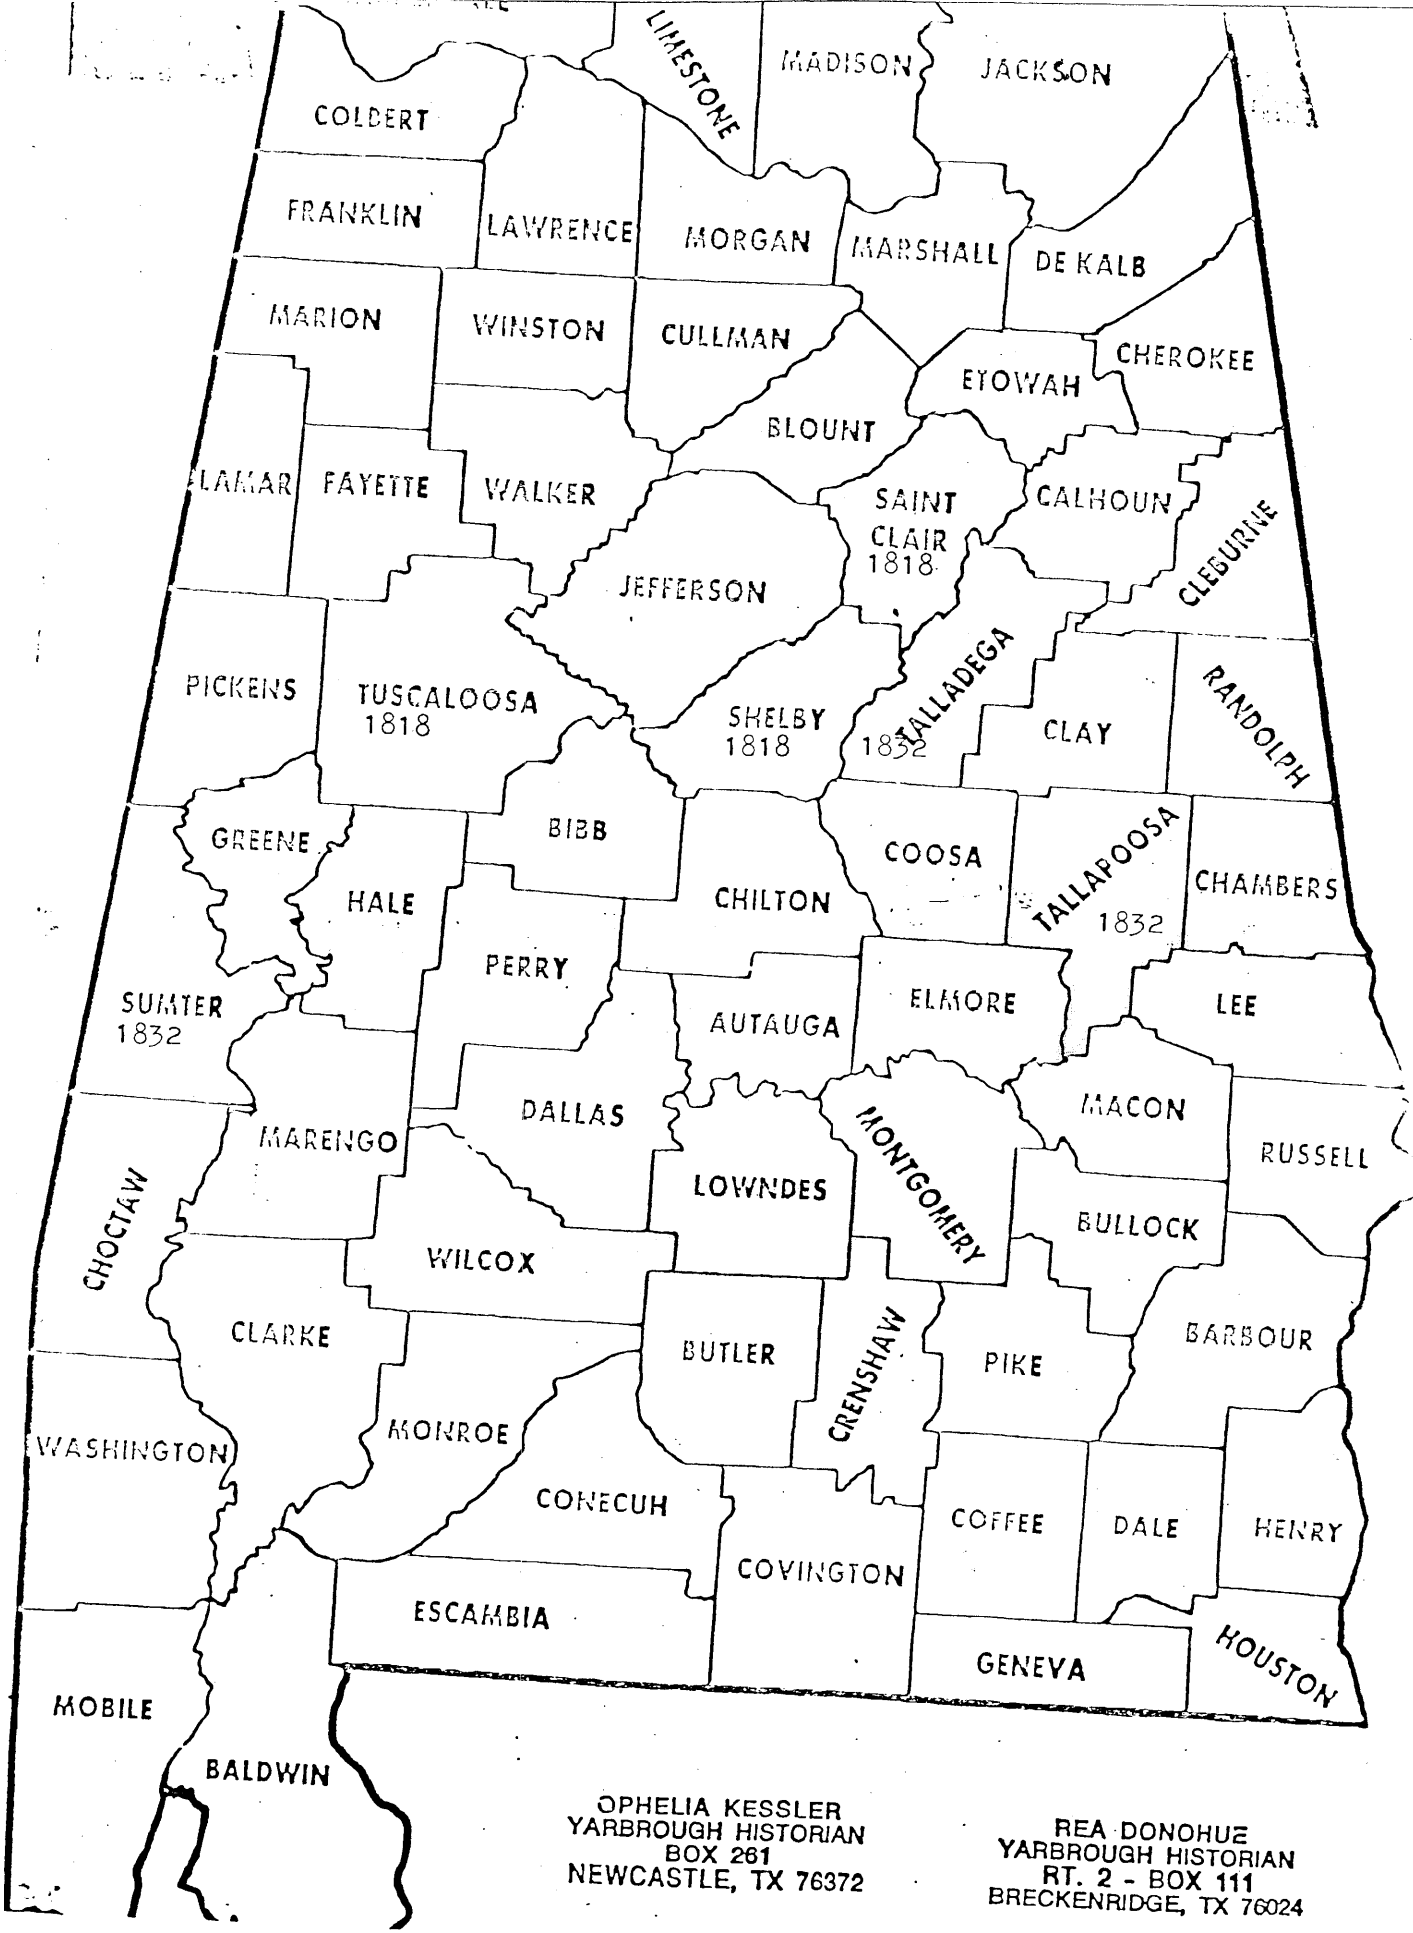 LIMESTONE
MADISON
JACKSON
COLBERT
FRANKLIN
LAWRENCE
MORGAN
MARSHALL
DE KALB
MARION
WINSTON
CULLMAN
CHEROKEE
ETOWAH
BLOUNT
LAMAR
FAYETTE
WALKER
SAINT
CLAIR
1818
CALHOUN
CLEBURNE
JEFFERSON
PICKENS
TUSCALOOSA
1818
SHELBY
1818
TALLADEGA
1832
CLAY
RANDOLPH
GREENE
BIBB
COOSA
TALLAPOOSA
1832
CHAMBERS
HALE
CHILTON
PERRY
SUMTER
1832
AUTAUGA
ELMORE
LEE
DALLAS
MACON
MARENGO
MONTGOMERY
RUSSELL
CHOCTAW
LOWNDES
BULLOCK
WILCOX
CLARKE
BUTLER
CRENSHAW
PIKE
BARBOUR
WASHINGTON
MONROE
CONECUH
COFFEE
DALE
HENRY
COVINGTON
ESCAMBIA
GENEVA
HOUSTON
MOBILE
BALDWIN
OPHELIA KESSLER
YARBROUGH HISTORIAN
BOX 261
NEWCASTLE, TX 76372
REA DONOHUE
YARBROUGH HISTORIAN
RT. 2 - BOX 111
BRECKENRIDGE, TX 76024